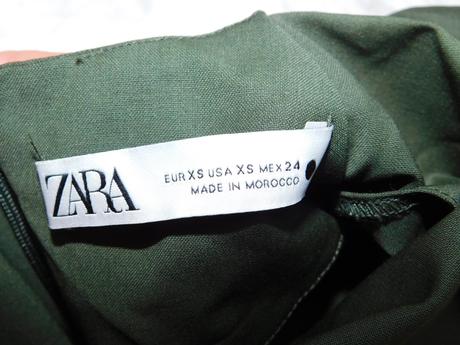 ZARA
EUR XS USA XS MEX 24
MADE IN MOROCCO